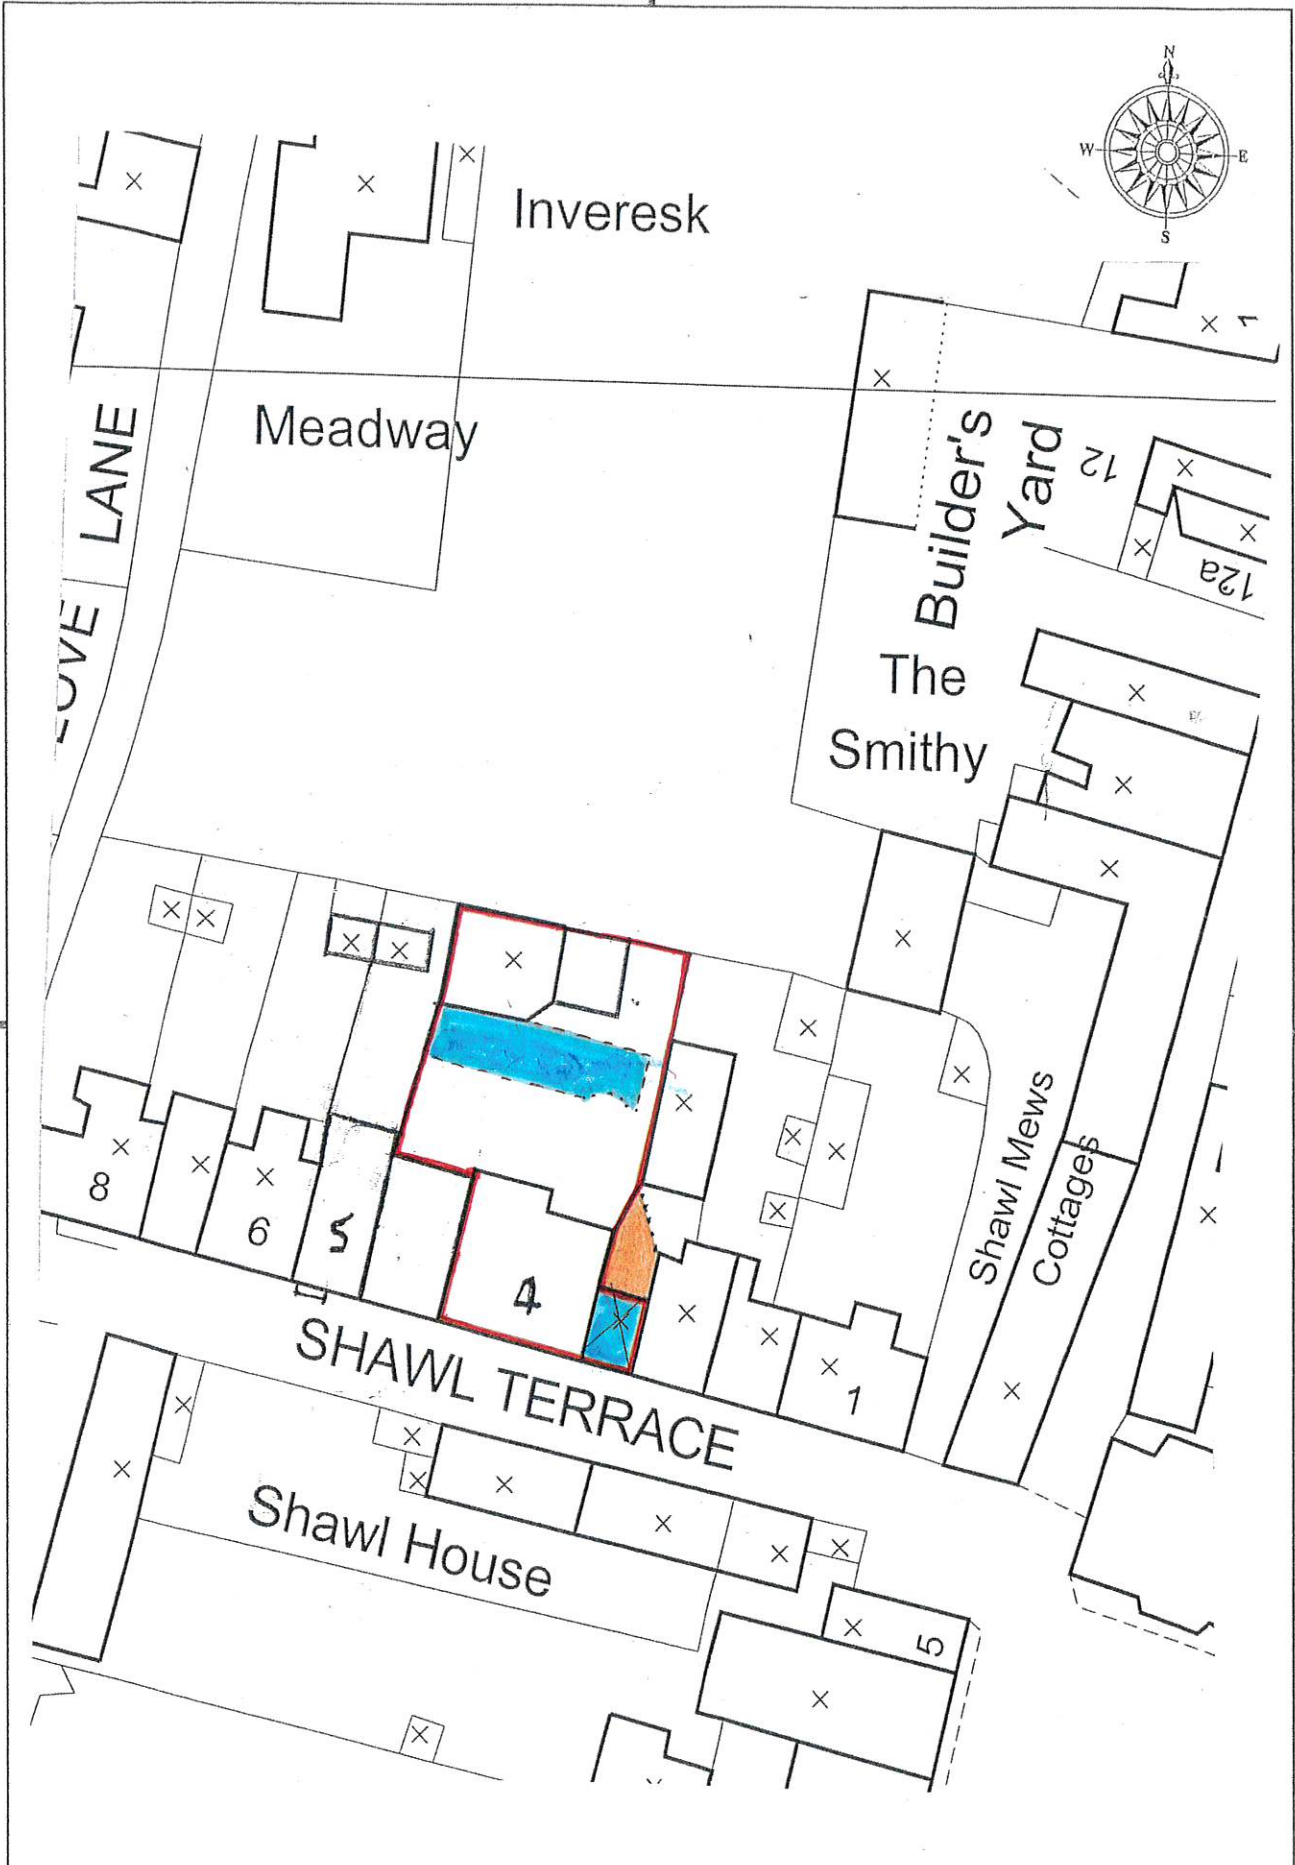 N
W E
S
Inveresk
1
LANE
Meadway
Builder's
Yard
12
12a
LOVE
The
Smithy
Shawl Mews
Cottages
8
6
5
4
1
SHAWL TERRACE
Shawl House
5